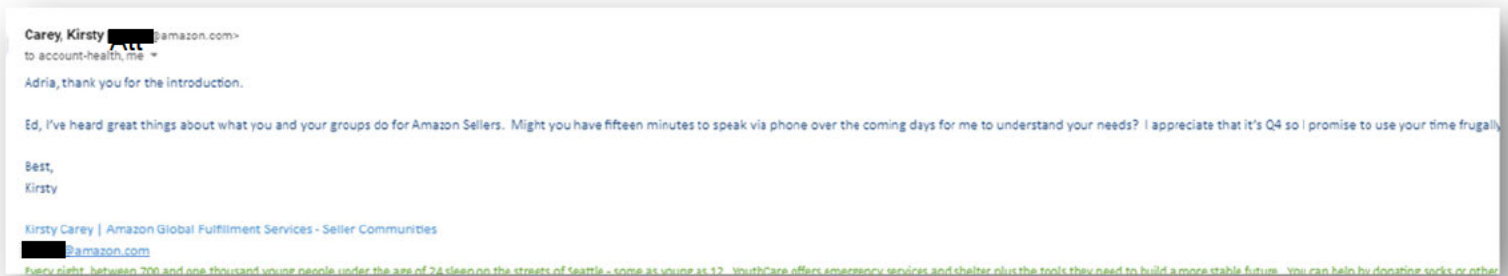 Carey, Kirsty @amazon.com>
to account-health, me
Adria, thank you for the introduction.
Ed, I've heard great things about what you and your groups do for Amazon Sellers.  Might you have fifteen minutes to speak via phone over the coming days for me to understand your needs?  I appreciate that it's Q4 so I promise to use your time frugally
Best,
Kirsty
Kirsty Carey | Amazon Global Fulfillment Services - Seller Communities
@amazon.com
Every night, between 700 and one thousand young people under the age of 24 sleep on the streets of Seattle - some as young as 12.  YouthCare offers emergency services and shelter plus the tools they need to build a more stable future.  You can help by donating socks or othe